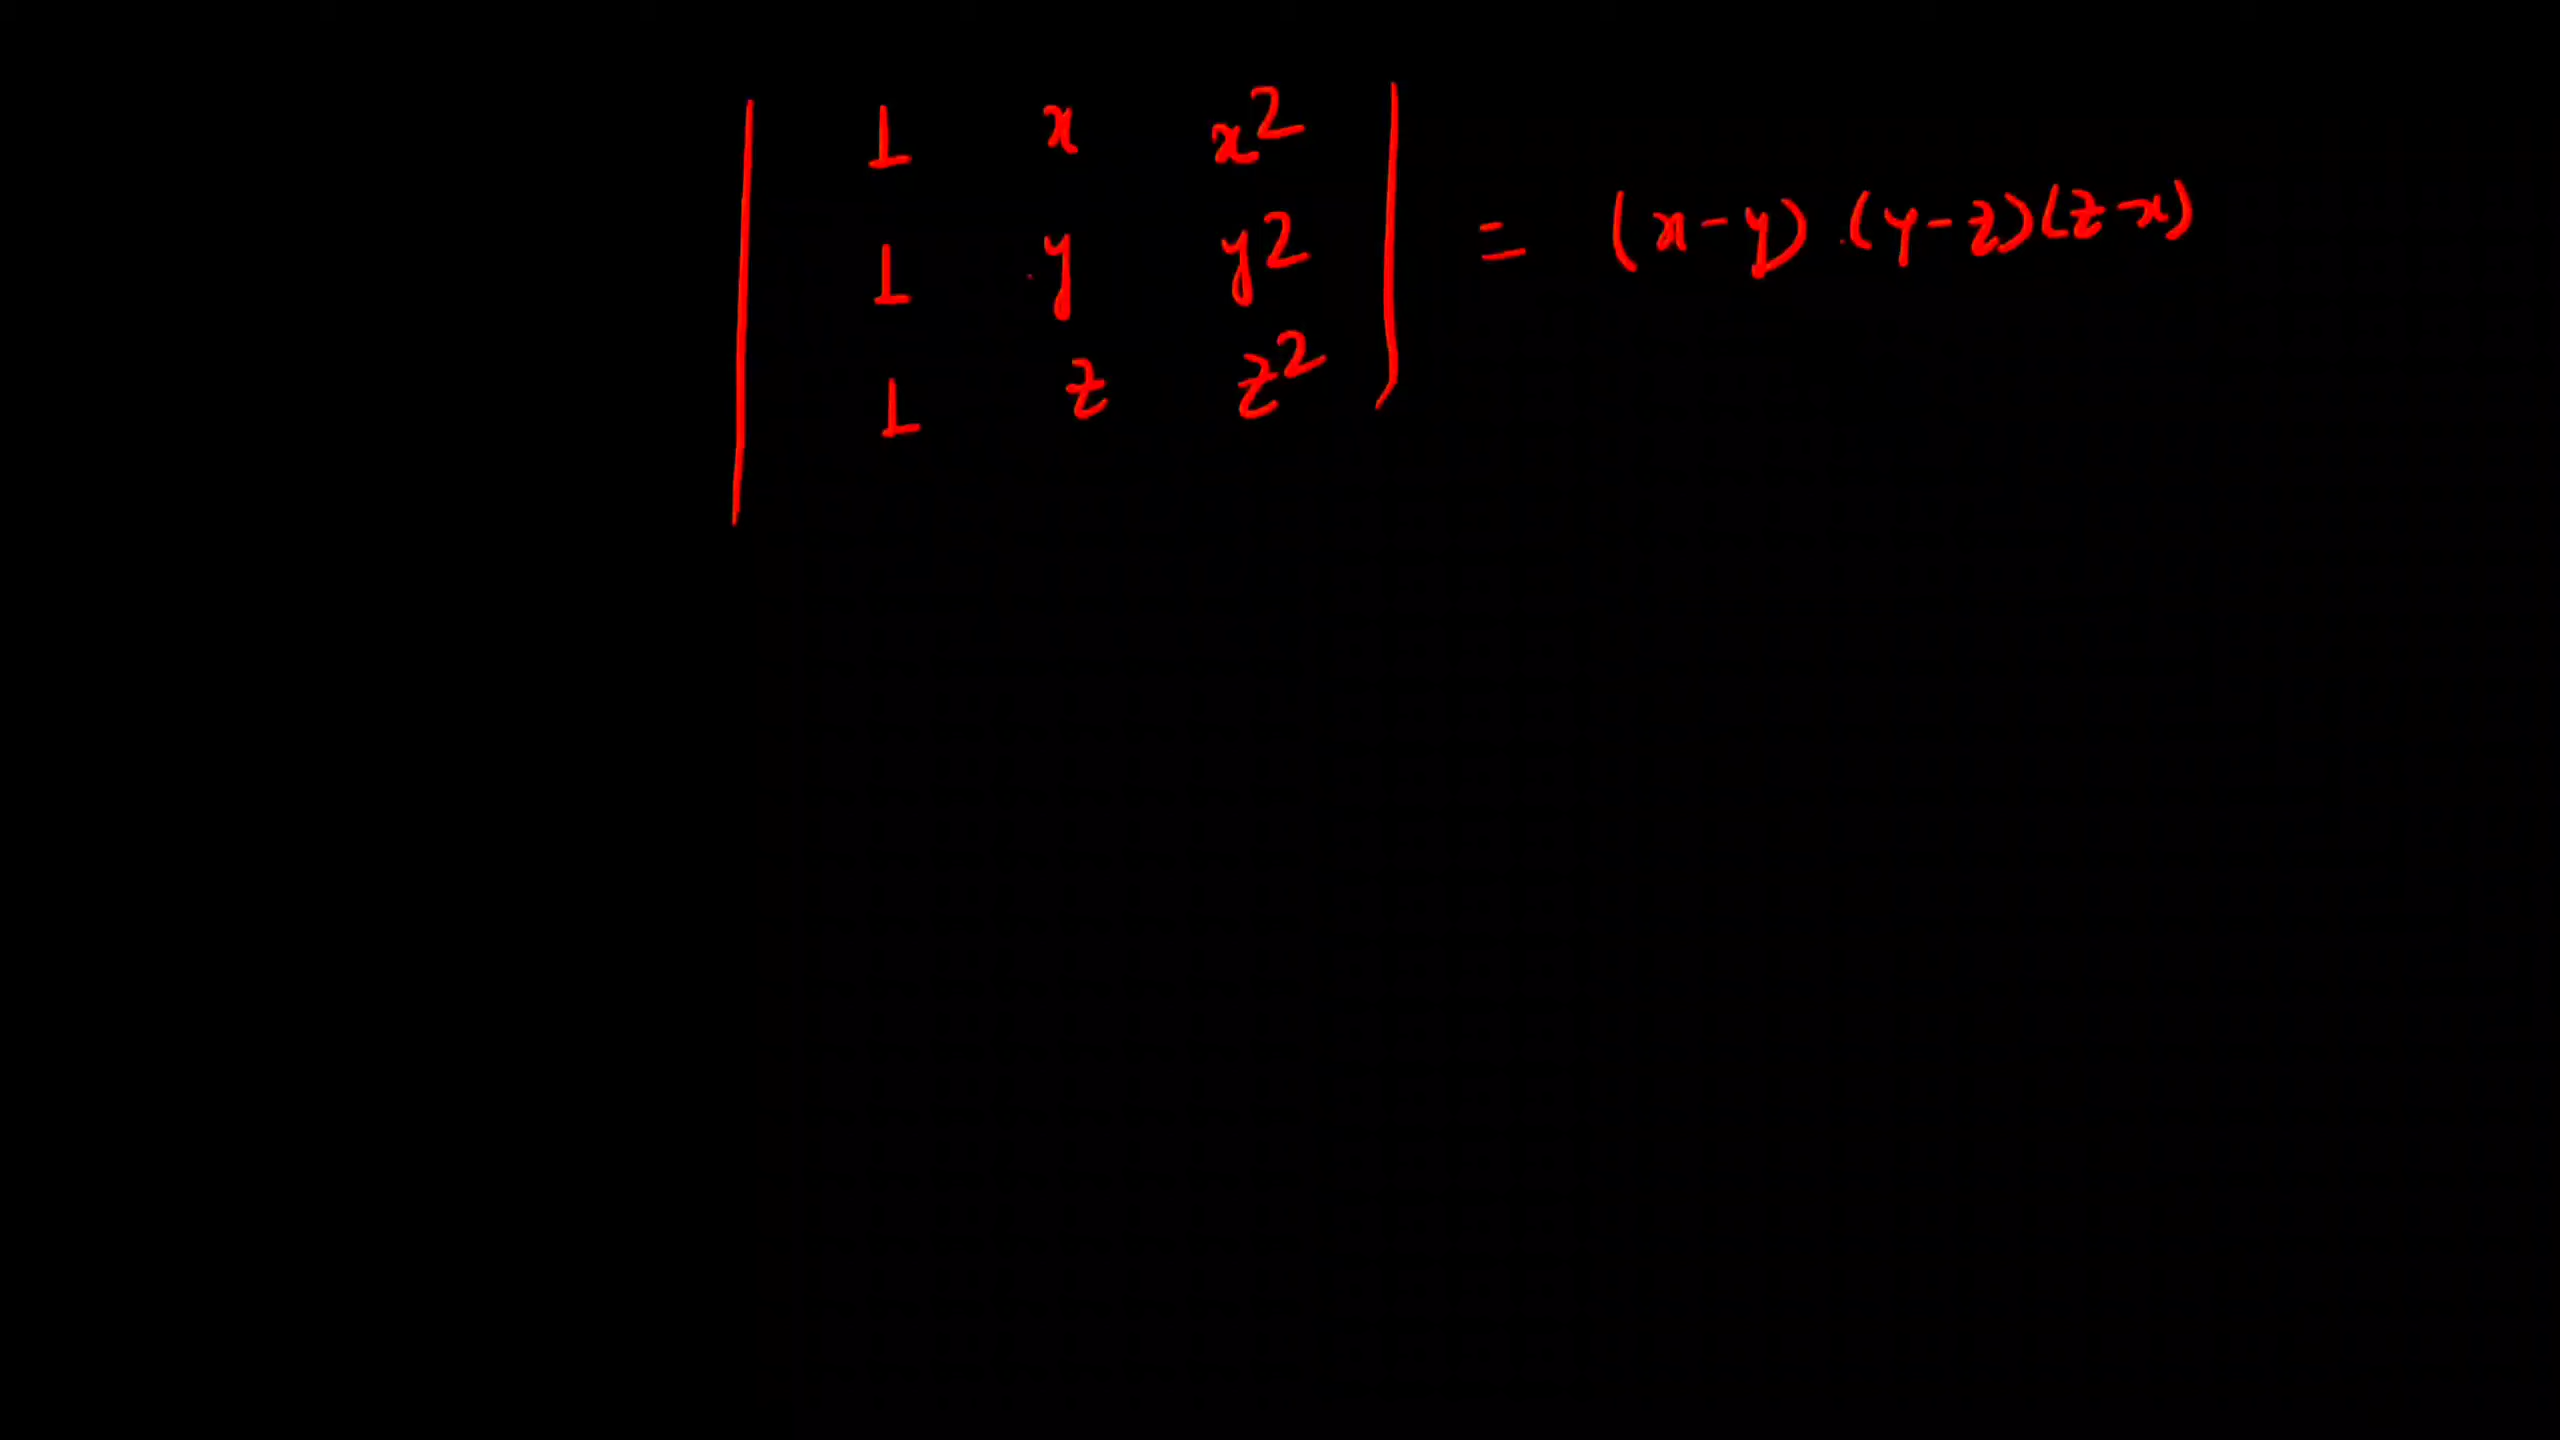 | 1 x x² |
| 1 y y² | = (x-y) (y-z)(z-x)
| 1 z z² |